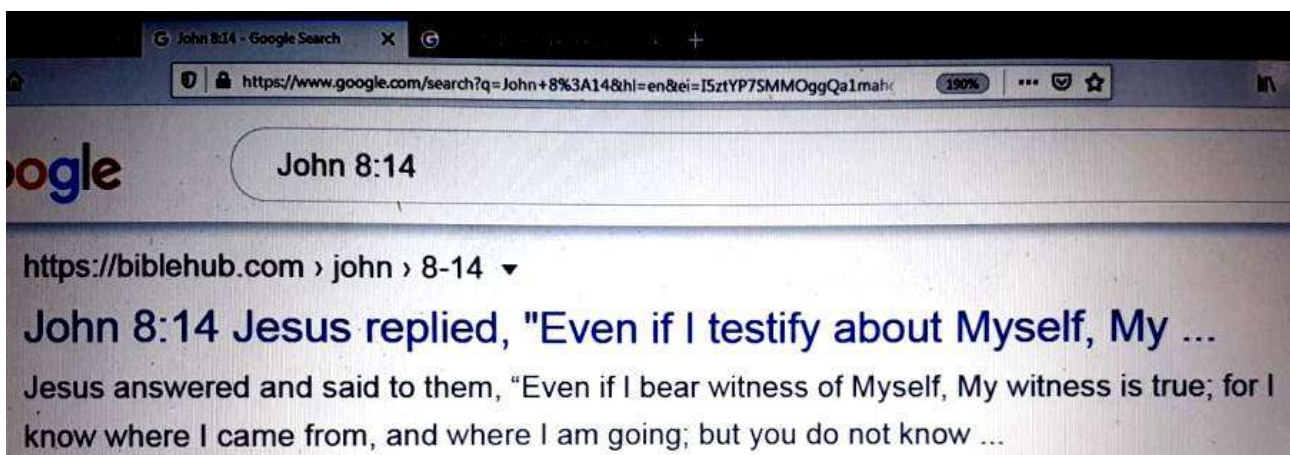 G John 8:14 - Google Search X G +
https://www.google.com/search?q=John+8%3A14&hl=en&ei=I5ztYP7SMMOggQa1mah 190%
ogle John 8:14
https://biblehub.com › john › 8-14
John 8:14 Jesus replied, "Even if I testify about Myself, My ...
Jesus answered and said to them, “Even if I bear witness of Myself, My witness is true; for I
know where I came from, and where I am going; but you do not know ...